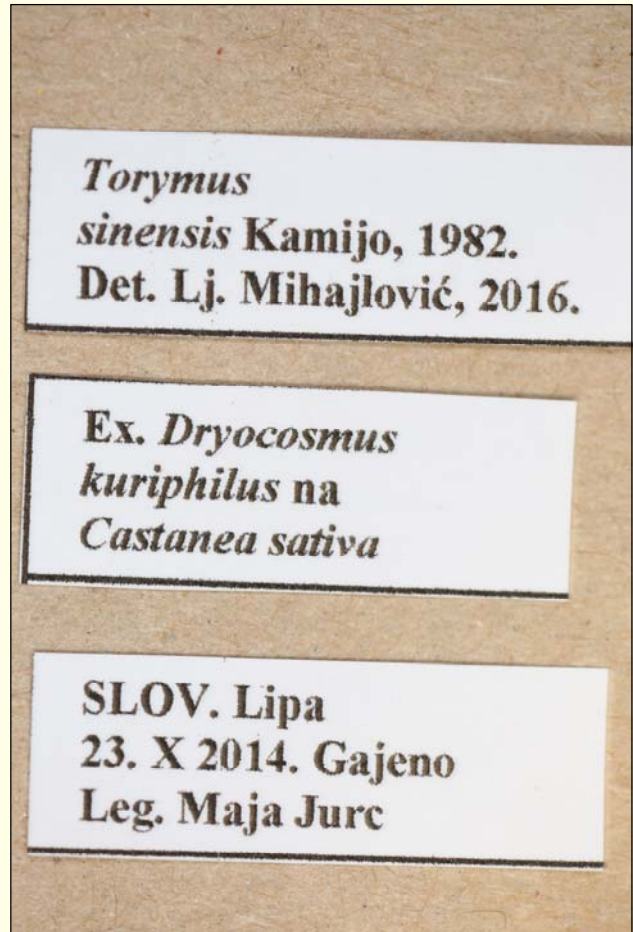 Torymus
sinensis Kamijo, 1982.
Det. Lj. Mihajlović, 2016.
Ex. Dryocosmus
kuriphilus na
Castanea sativa
SLOV. Lipa
23. X 2014. Gajeno
Leg. Maja Jurc